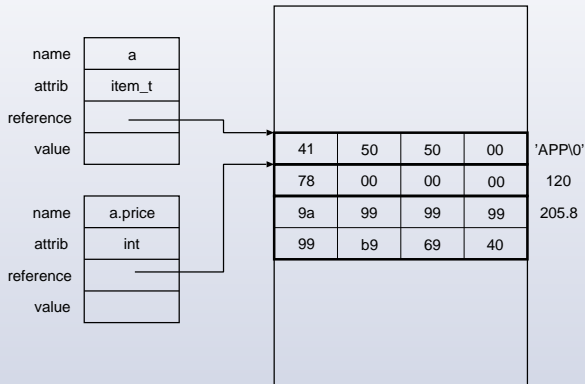 name a
attrib item_t
reference
value
41 50 50 00 'APP\0'
78 00 00 00 120
9a 99 99 99 205.8
99 b9 69 40
name a.price
attrib int
reference
value